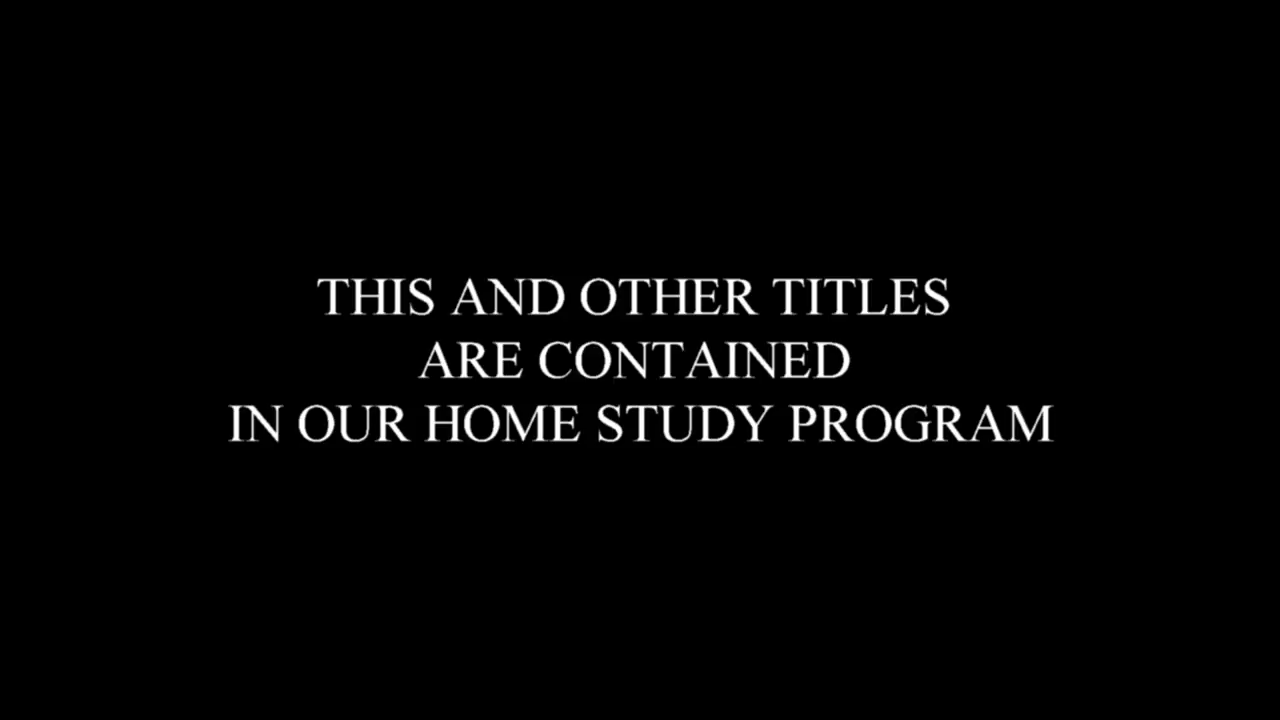 THIS AND OTHER TITLES
ARE CONTAINED
IN OUR HOME STUDY PROGRAM